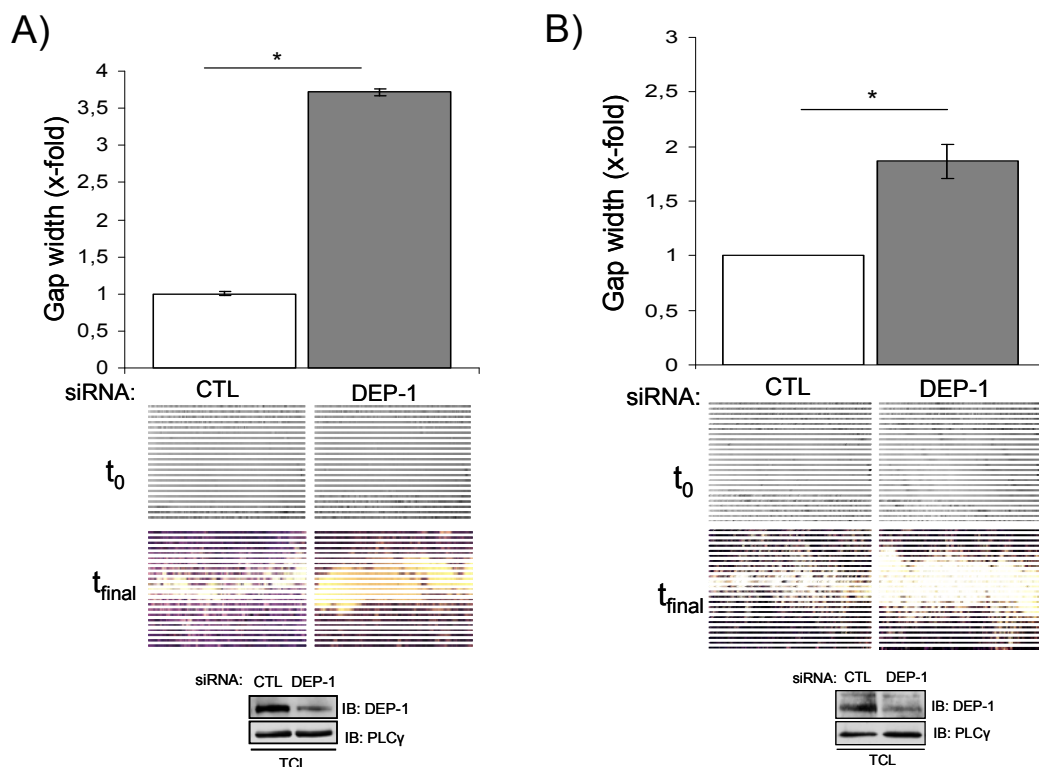 A)
*
Gap width (x-fold)
4
3,5
3
2,5
2
1,5
1
0,5
0
siRNA: CTL DEP-1
t0
tfinal
siRNA: CTL DEP-1
IB: DEP-1
IB: PLCγ
TCL
B)
*
Gap width (x-fold)
3
2,5
2
1,5
1
0,5
0
siRNA: CTL DEP-1
t0
tfinal
siRNA: CTL DEP-1
IB: DEP-1
IB: PLCγ
TCL